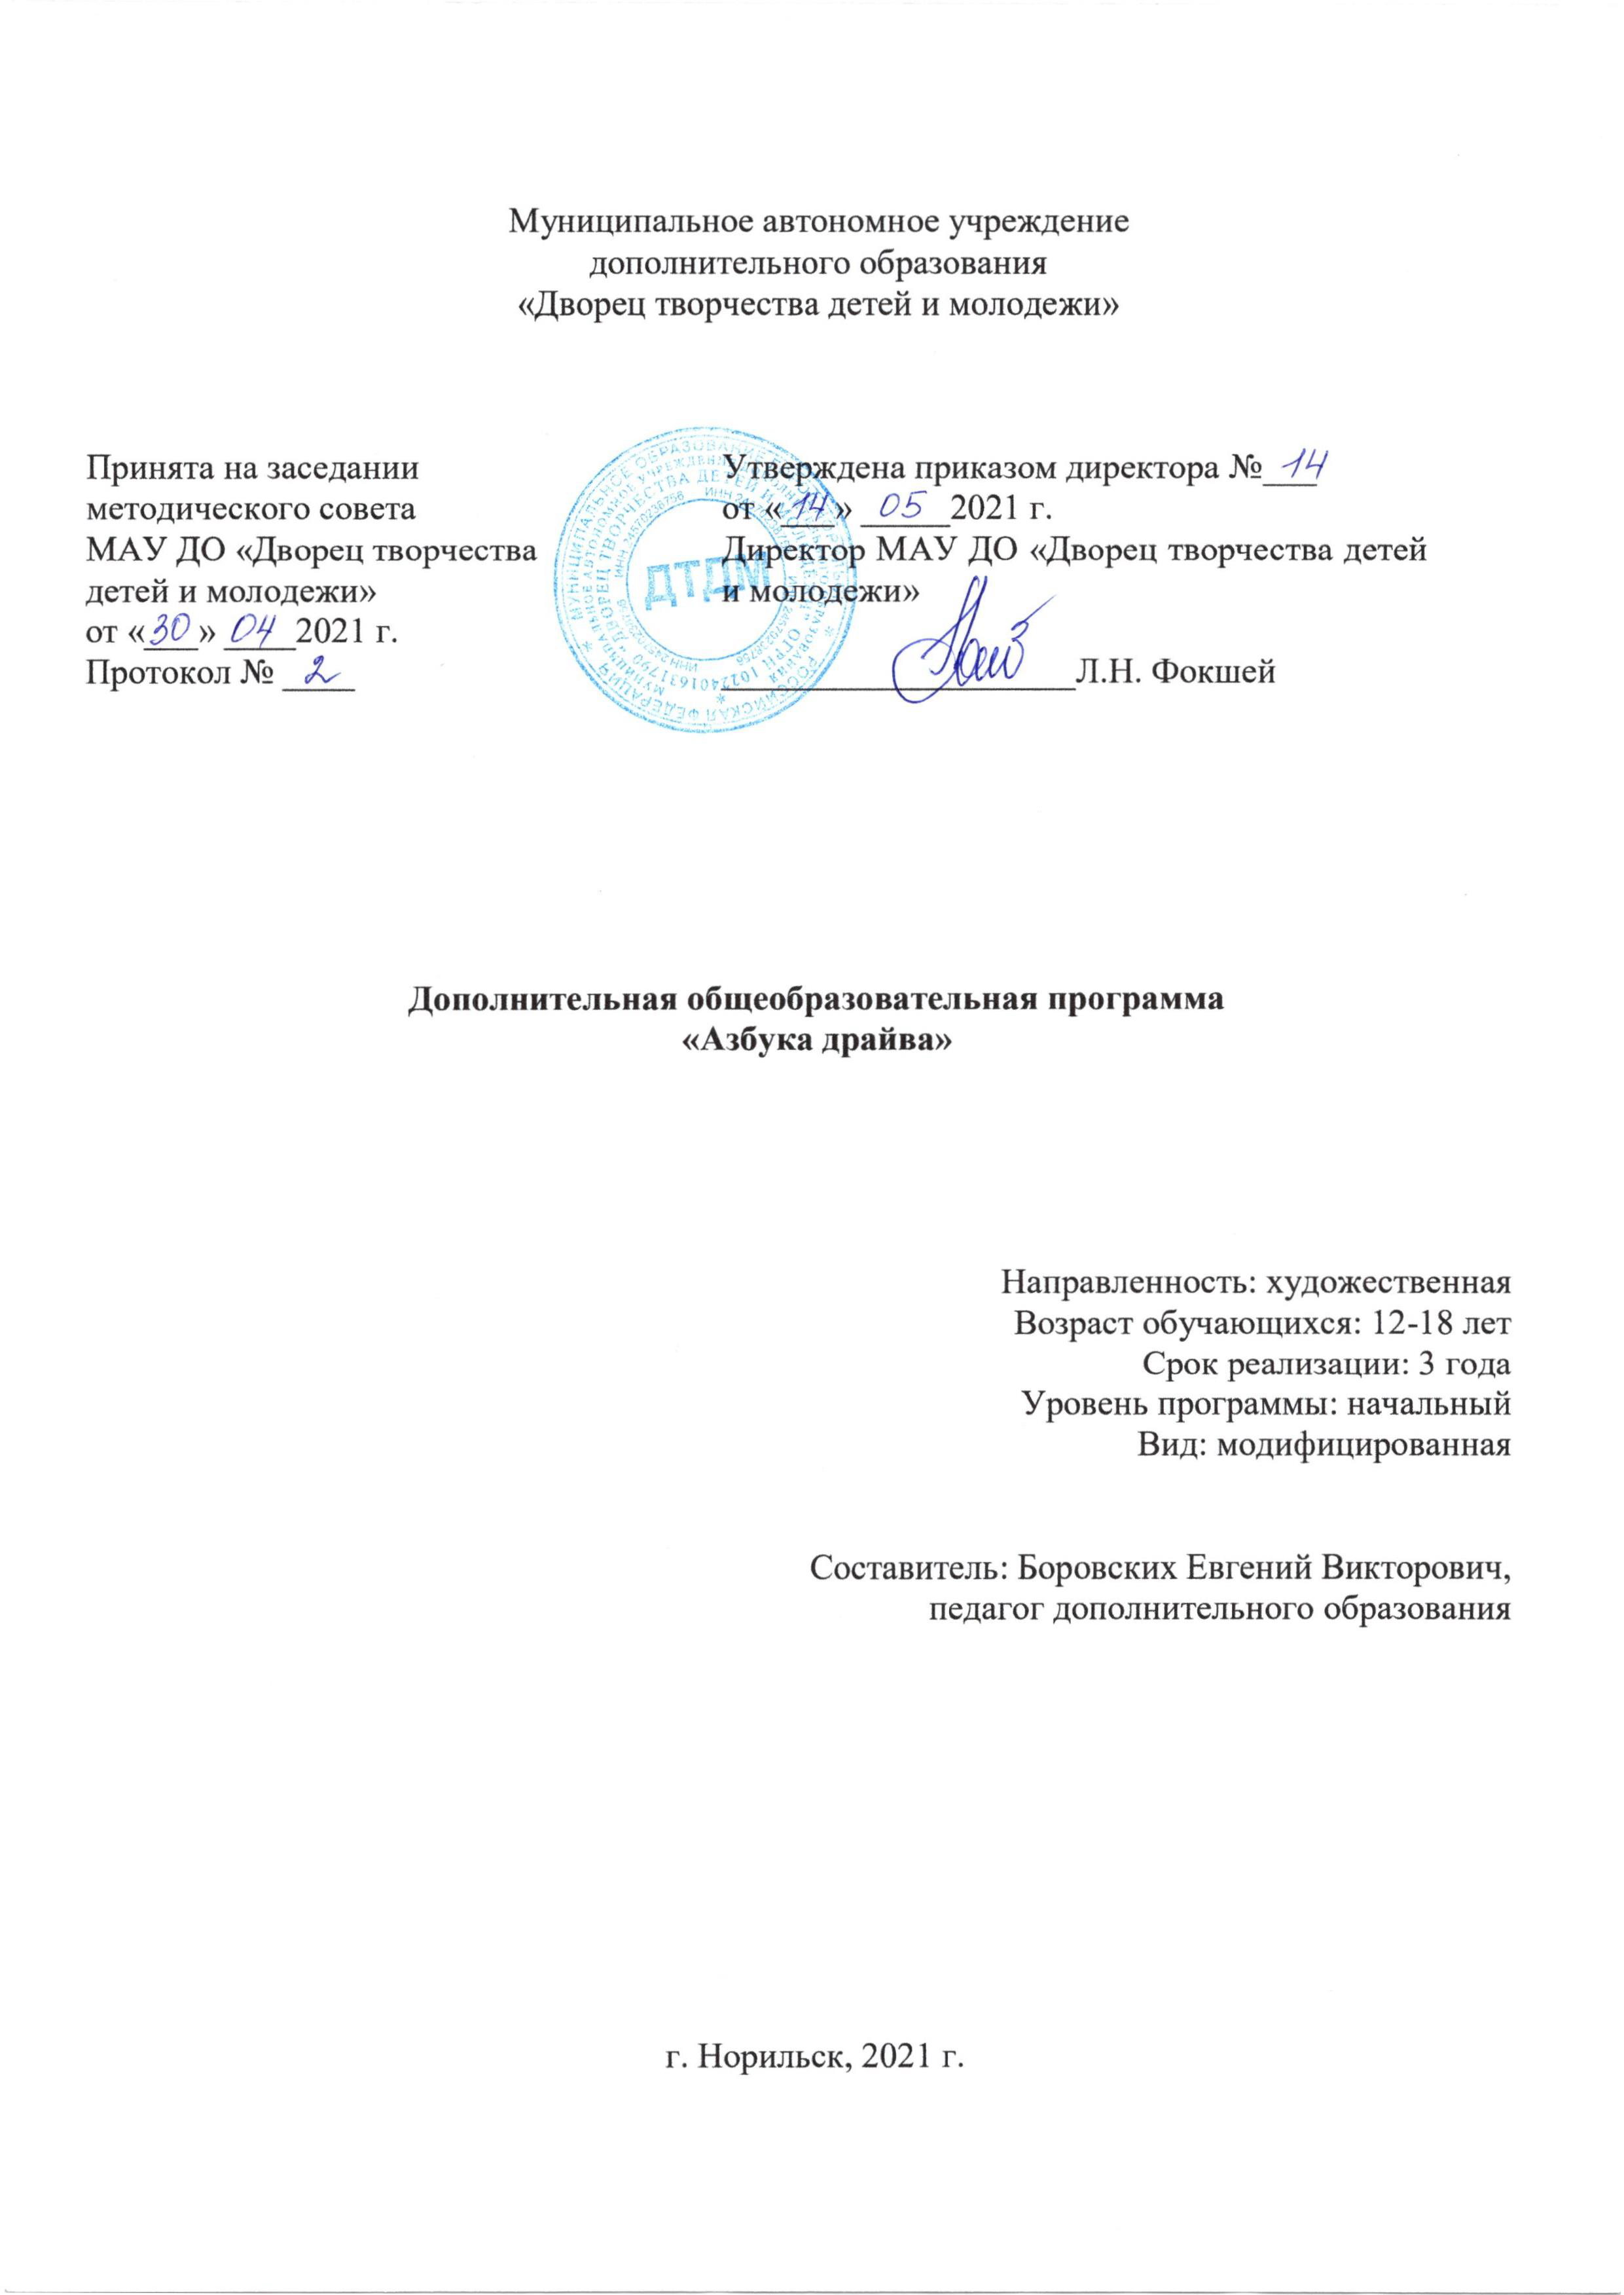 Муниципальное автономное учреждение
дополнительного образования
«Дворец творчества детей и молодежи»
Принята на заседании
методического совета
МАУ ДО «Дворец творчества
детей и молодежи»
от «30» 04 2021 г.
Протокол № 2
Утверждена приказом директора № 14
от «14» 05 2021 г.
Директор МАУ ДО «Дворец творчества детей
и молодежи»
Л.Н. Фокшей
ДТДМ
Дополнительная общеобразовательная программа
«Азбука драйва»
Направленность: художественная
Возраст обучающихся: 12-18 лет
Срок реализации: 3 года
Уровень программы: начальный
Вид: модифицированная
Составитель: Боровских Евгений Викторович,
педагог дополнительного образования
г. Норильск, 2021 г.